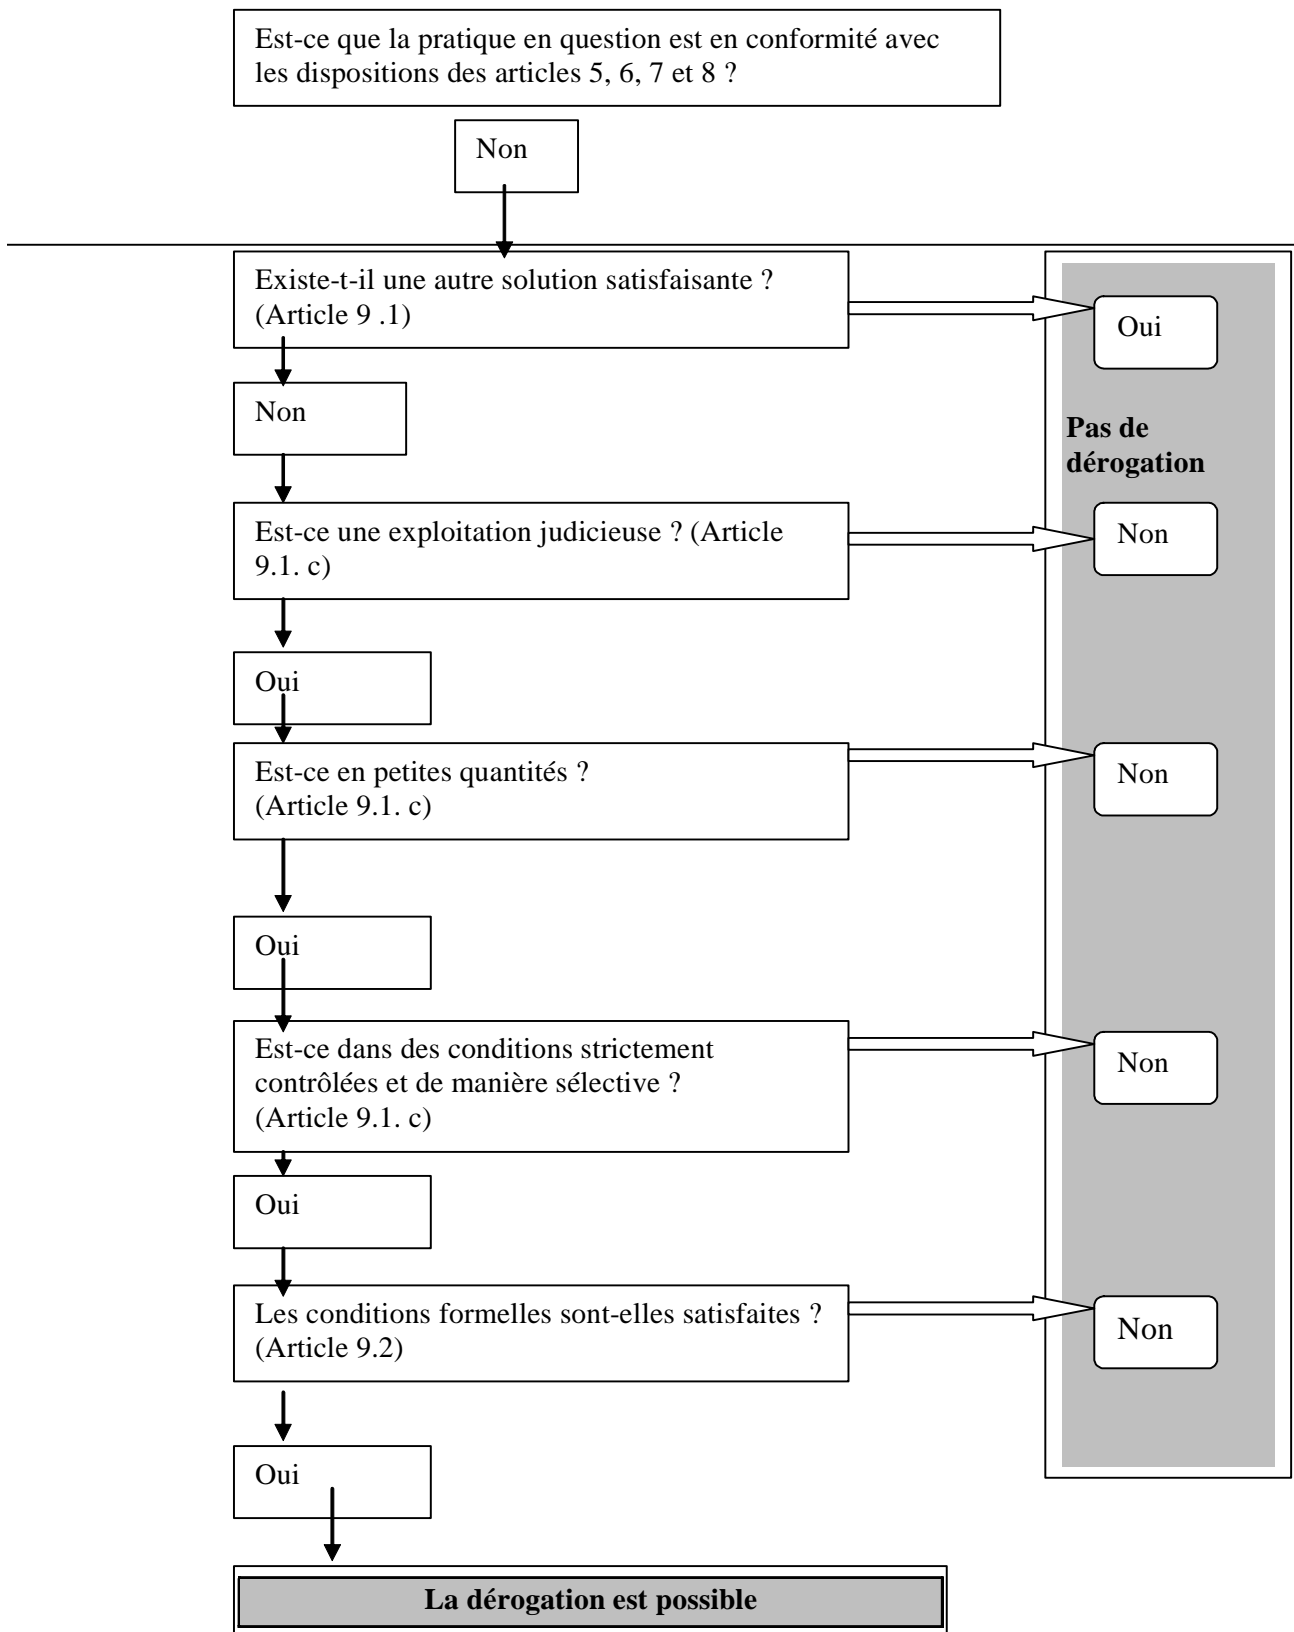 Est-ce que la pratique en question est en conformité avec
les dispositions des articles 5, 6, 7 et 8 ?
Non
Existe-t-il une autre solution satisfaisante ?
(Article 9 .1)
Oui
Non
Pas de
dérogation
Est-ce une exploitation judicieuse ? (Article
9.1. c)
Non
Oui
Est-ce en petites quantités ?
(Article 9.1. c)
Non
Oui
Est-ce dans des conditions strictement
contrôlées et de manière sélective ?
(Article 9.1. c)
Non
Oui
Les conditions formelles sont-elles satisfaites ?
(Article 9.2)
Non
Oui
La dérogation est possible